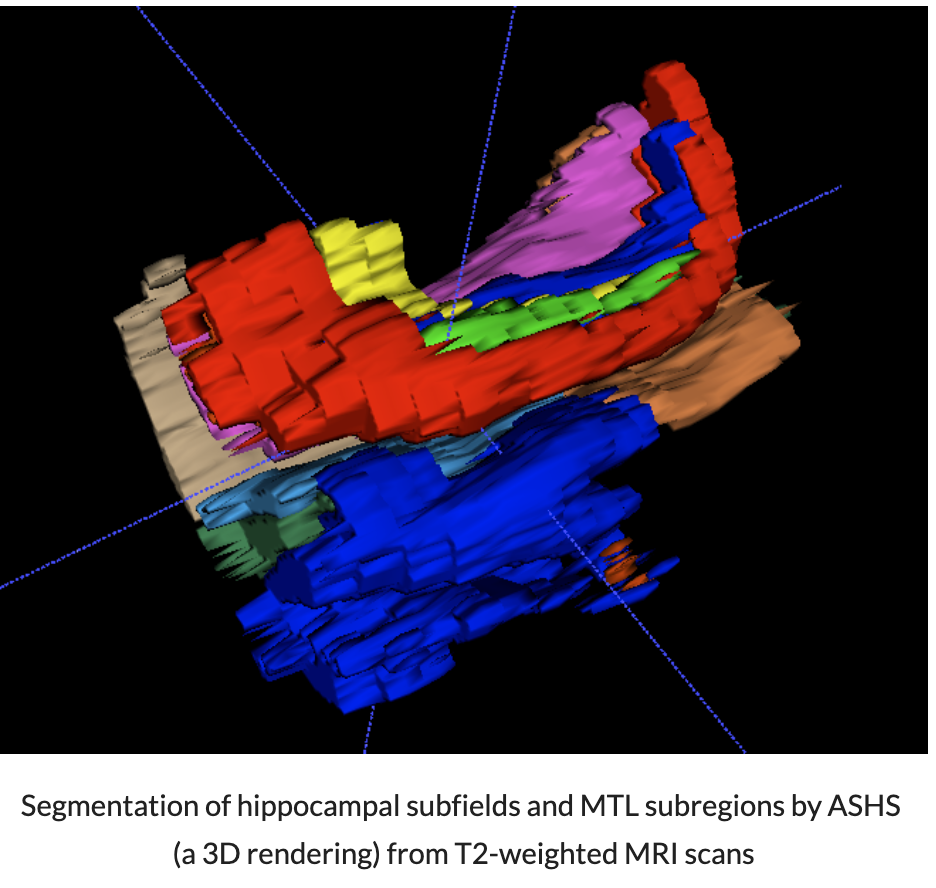 Segmentation of hippocampal subfields and MTL subregions by ASHS
(a 3D rendering) from T2-weighted MRI scans